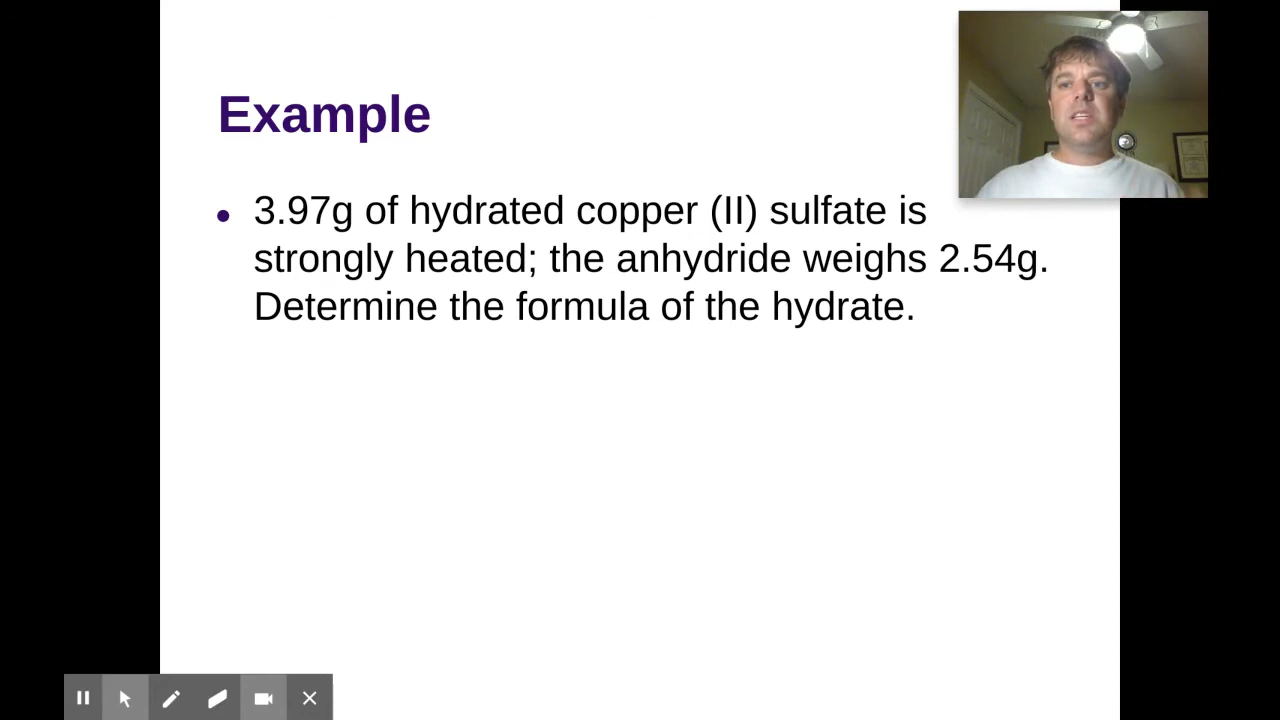 Example
• 3.97g of hydrated copper (II) sulfate is
strongly heated; the anhydride weighs 2.54g.
Determine the formula of the hydrate.